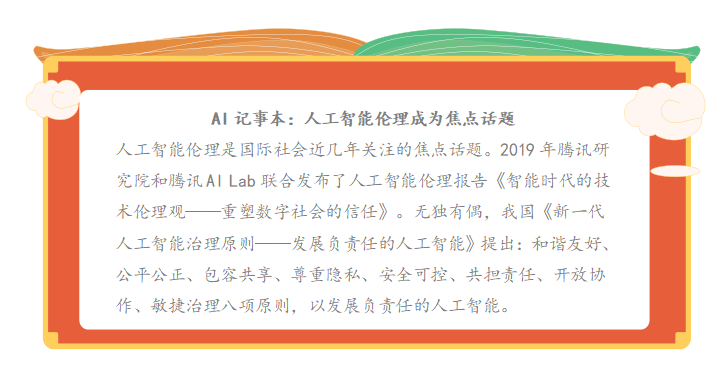 AI 记事本：人工智能伦理成为焦点话题
人工智能伦理是国际社会近几年关注的焦点话题。2019 年腾讯研
究院和腾讯 AI Lab 联合发布了人工智能伦理报告《智能时代的技
术伦理观——重塑数字社会的信任》。无独有偶，我国《新一代
人工智能治理原则——发展负责任的人工智能》提出：和谐友好、
公平公正、包容共享、尊重隐私、安全可控、共担责任、开放协
作、敏捷治理八项原则，以发展负责任的人工智能。